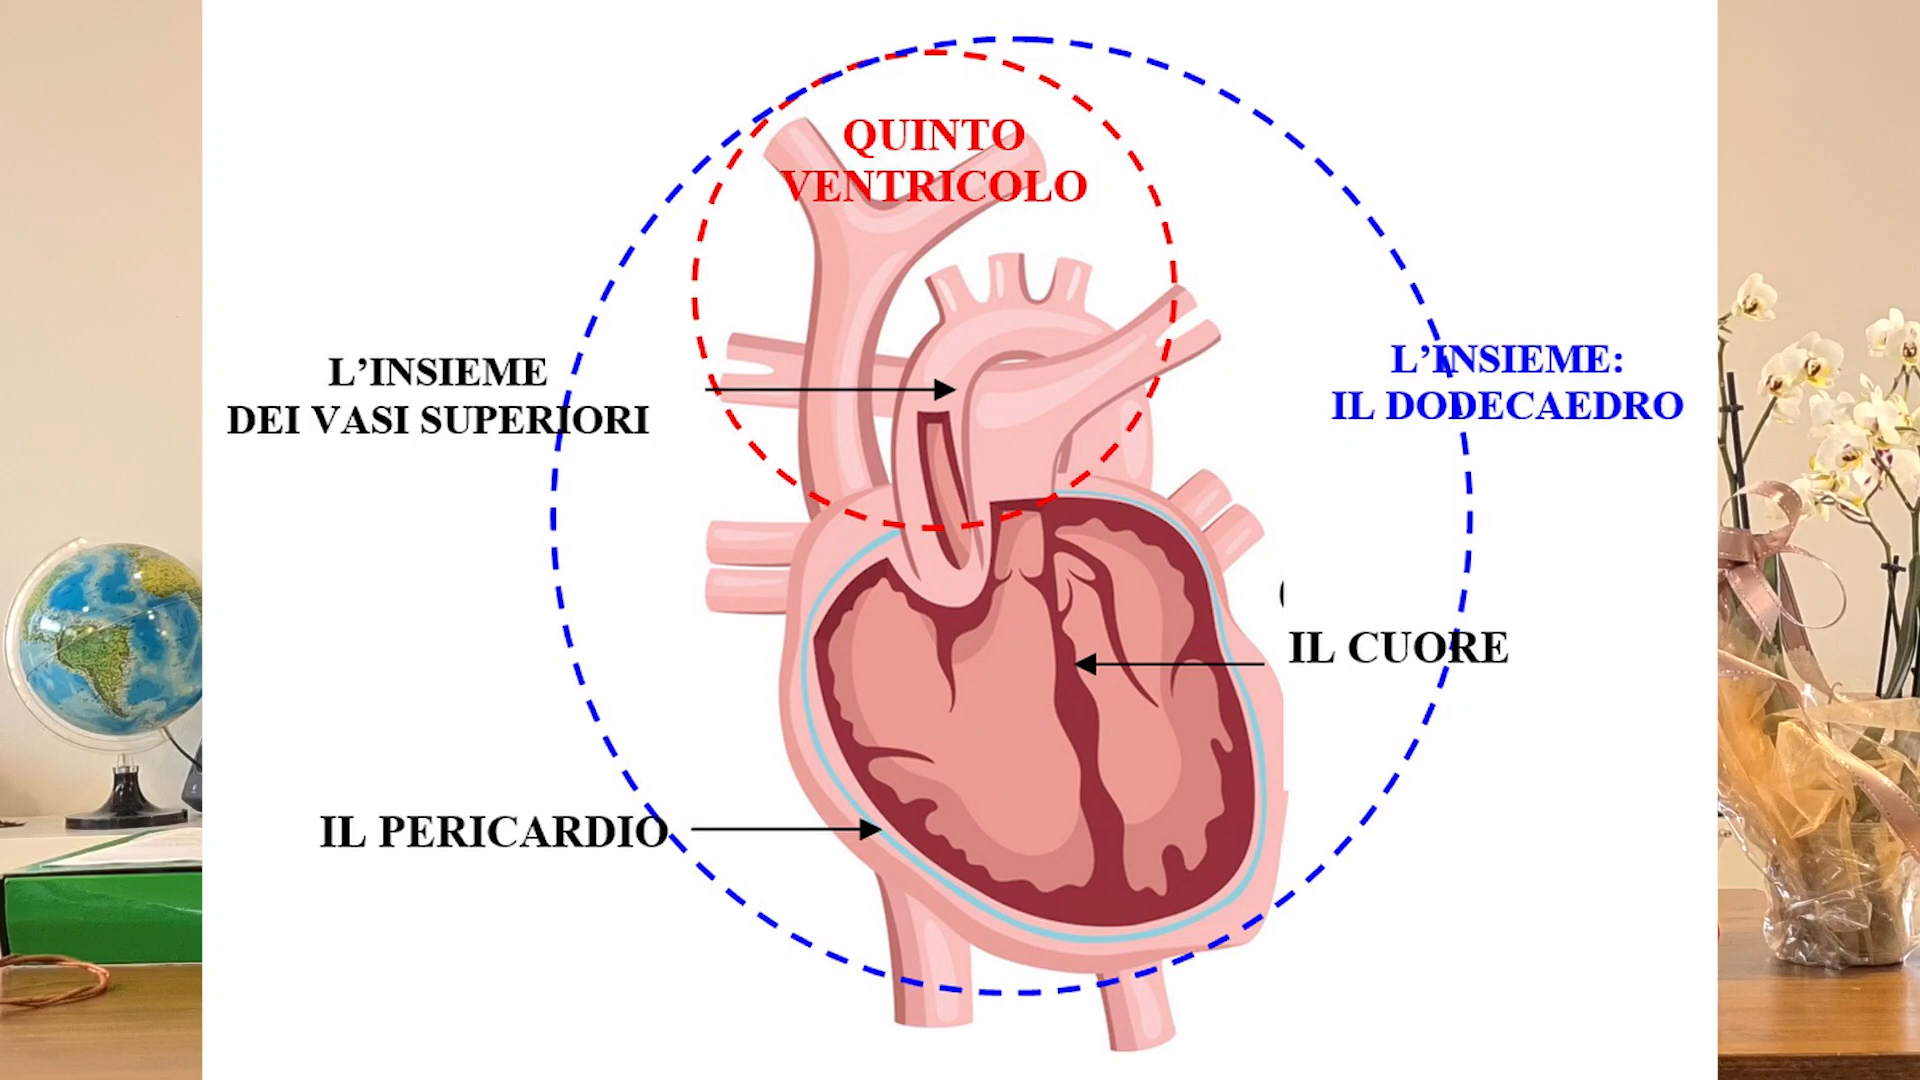 QUINTO
VENTRICOLO
L’INSIEME
DEI VASI SUPERIORI
L’INSIEME:
IL DODECAEDRO
IL CUORE
IL PERICARDIO